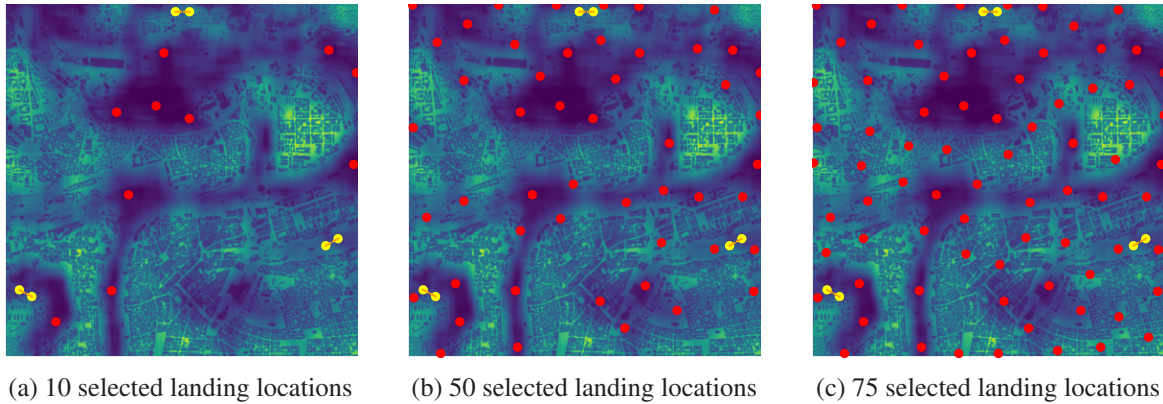 (a) 10 selected landing locations
(b) 50 selected landing locations
(c) 75 selected landing locations